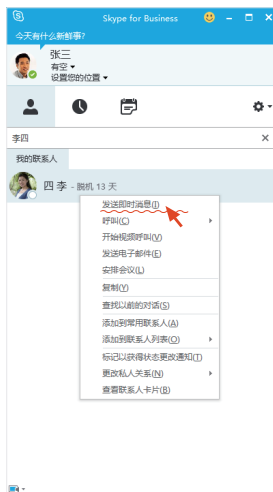 Skype for Business
今天有什么新鲜事?
张三
有空
设置您的位置
李四
我的联系人
四 李 - 脱机 13 天
发送即时消息(I)
呼叫(C)
开始视频呼叫(V)
发送电子邮件(E)
安排会议(L)
复制(Y)
查找以前的对话(S)
添加到常用联系人(A)
添加到联系人列表(O)
标记以获得状态更改通知(T)
更改私人关系(N)
查看联系人卡片(B)